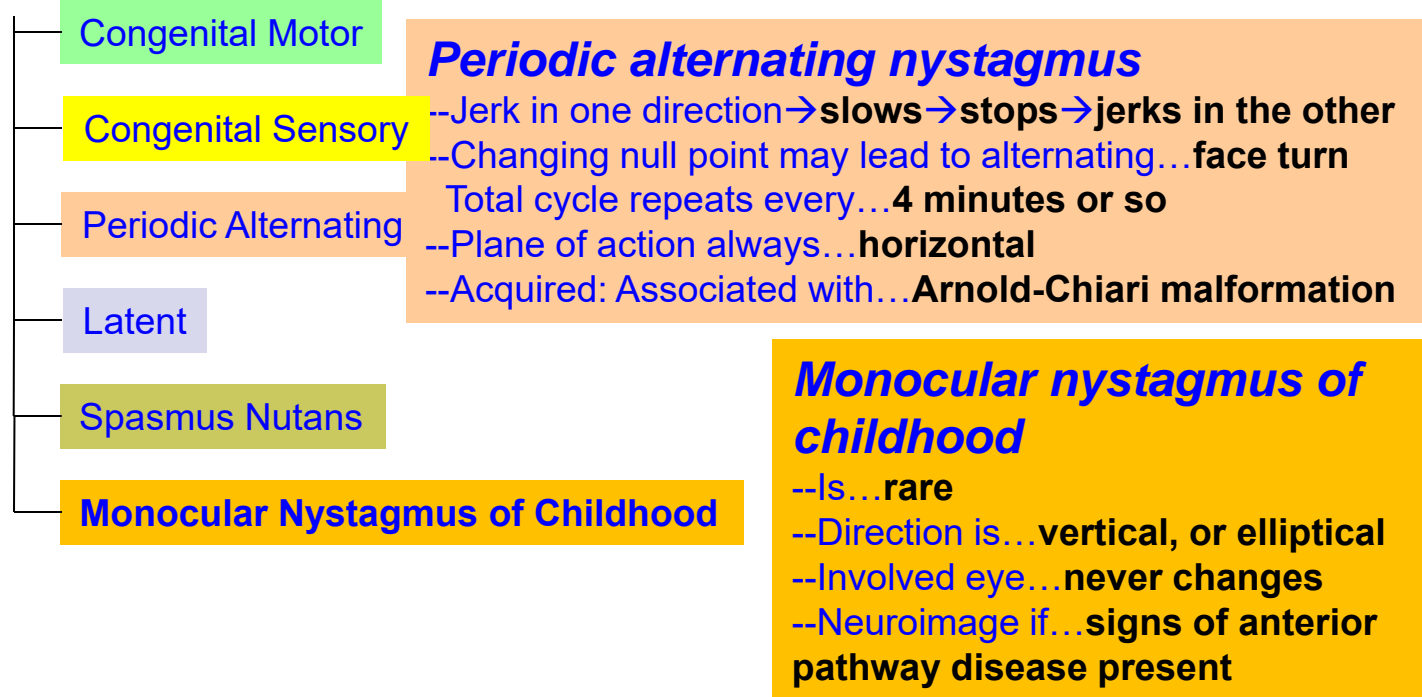 Congenital Motor
Congenital Sensory
Periodic Alternating
Latent
Spasmus Nutans
Monocular Nystagmus of Childhood
Periodic alternating nystagmus
--Jerk in one direction→slows→stops→jerks in the other
--Changing null point may lead to alternating…face turn
Total cycle repeats every…4 minutes or so
--Plane of action always…horizontal
--Acquired: Associated with…Arnold-Chiari malformation
Monocular nystagmus of
childhood
--Is…rare
--Direction is…vertical, or elliptical
--Involved eye…never changes
--Neuroimage if…signs of anterior
pathway disease present